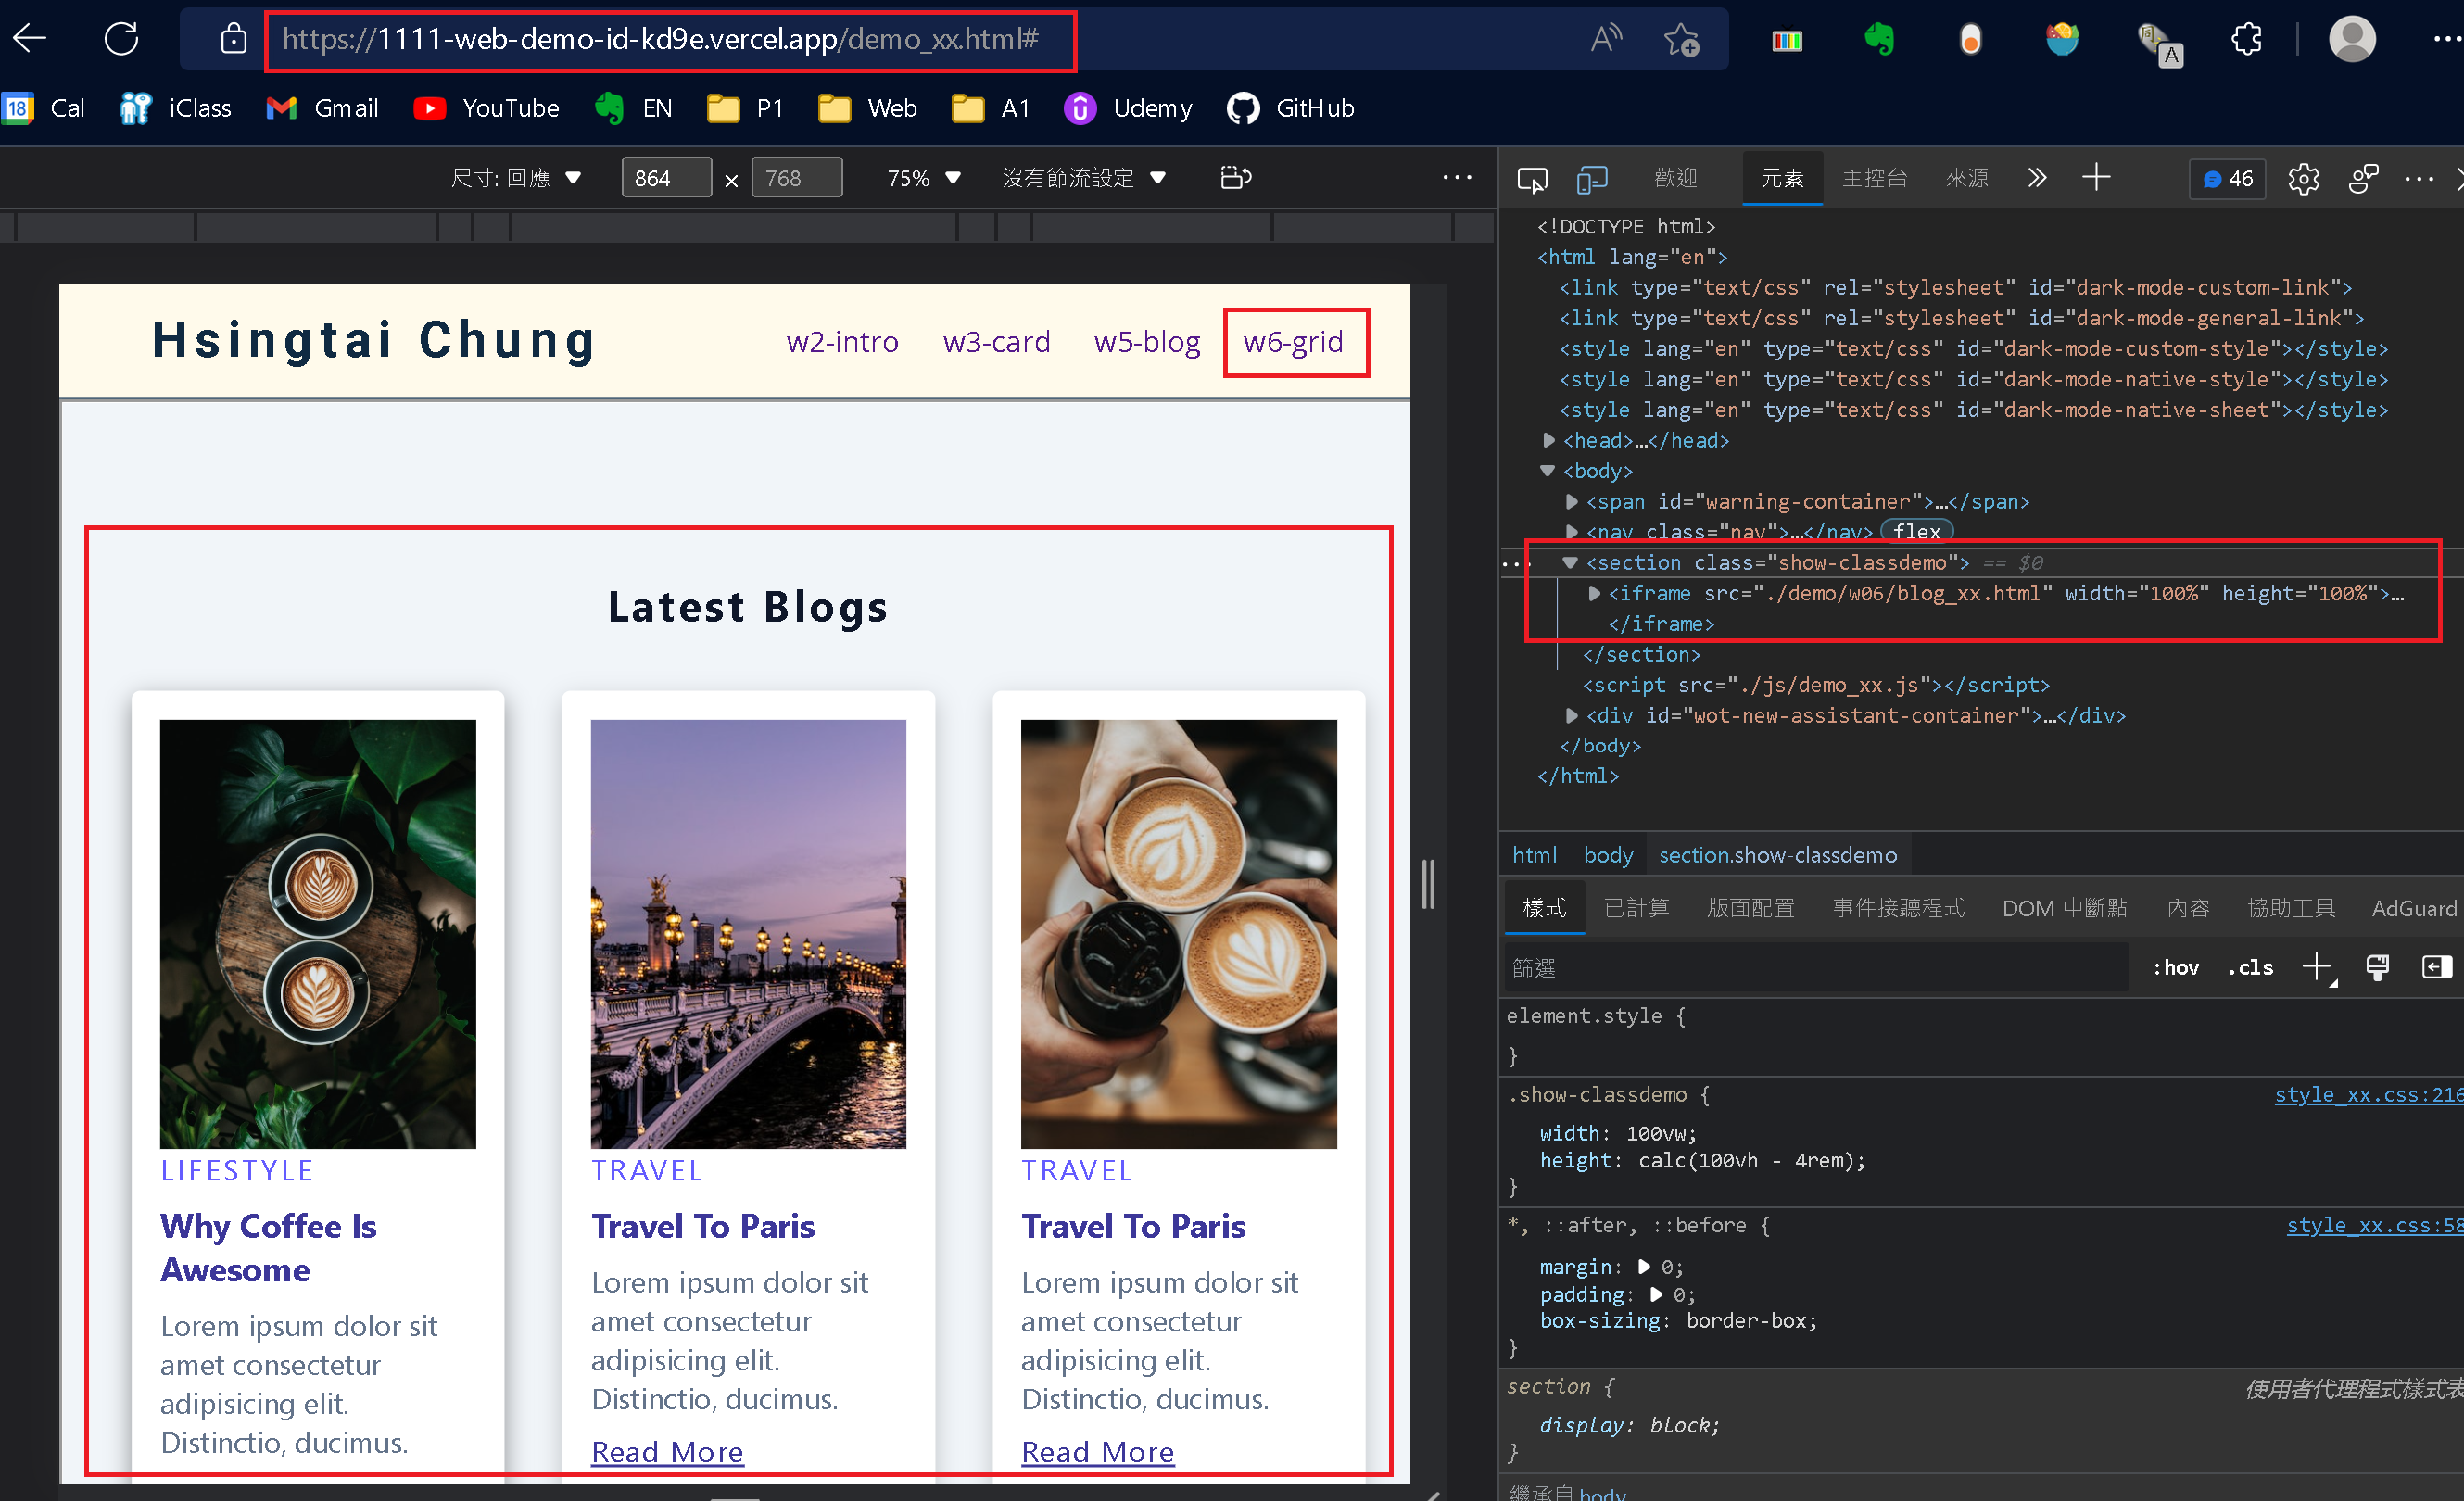 https://1111-web-demo-id-kd9e.vercel.app/demo_xx.html#
A
18 Cal iClass Gmail YouTube EN P1 Web A1 Udemy GitHub
尺寸: 回應 864 × 768 75% 沒有節流設定
歡迎 元素 主控台 來源 46
Hsingtai Chung w2-intro w3-card w5-blog w6-grid
Latest Blogs
LIFESTYLE
Why Coffee Is
Awesome
Lorem ipsum dolor sit
amet consectetur
adipisicing elit.
Distinctio, ducimus.
TRAVEL
Travel To Paris
Lorem ipsum dolor sit
amet consectetur
adipisicing elit.
Distinctio, ducimus.
Read More
TRAVEL
Travel To Paris
Lorem ipsum dolor sit
amet consectetur
adipisicing elit.
Distinctio, ducimus.
Read More
<!DOCTYPE html>
<html lang="en">
<link type="text/css" rel="stylesheet" id="dark-mode-custom-link">
<link type="text/css" rel="stylesheet" id="dark-mode-general-link">
<style lang="en" type="text/css" id="dark-mode-custom-style"></style>
<style lang="en" type="text/css" id="dark-mode-native-style"></style>
<style lang="en" type="text/css" id="dark-mode-native-sheet"></style>
<head>…</head>
<body>
<span id="warning-container">…</span>
<nav class="nav">…</nav> flex
<section class="show-classdemo> == $0
<iframe src="./demo/w06/blog_xx.html" width="100%" height="100%">…
</iframe>
</section>
<script src="./js/demo_xx.js"></script>
<div id="wot-new-assistant-container">…</div>
</body>
</html>
html body section.show-classdemo
樣式 已計算 版面配置 事件接聽程式 DOM 中斷點 內容 協助工具 AdGuard
篩選 :hov .cls
element.style {
}
.show-classdemo { style_xx.css:216
width: 100vw;
height: calc(100vh - 4rem);
}
*, ::after, ::before { style_xx.css:58
margin: 0;
padding: 0;
box-sizing: border-box;
}
section { 使用者代理程式樣式表
display: block;
}
繼承自 body